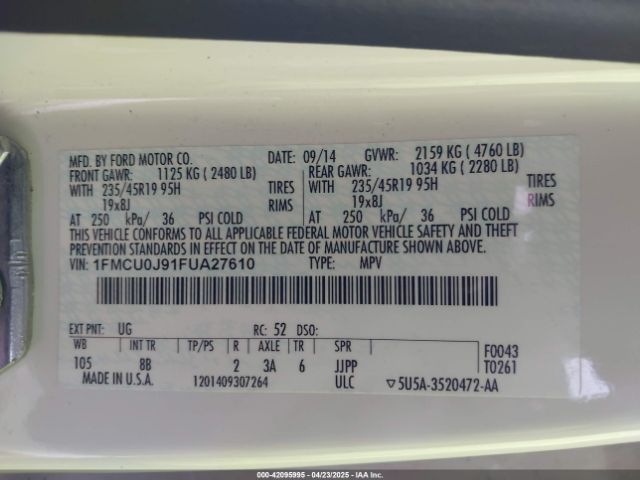 MFD. BY FORD MOTOR CO. DATE: 09/14 GVWR: 2159 KG ( 4760 LB)
FRONT GAWR: 1125 KG ( 2480 LB) REAR GAWR: 1034 KG ( 2280 LB)
WITH 235/45R19 95H TIRES WITH 235/45R19 95H TIRES
19x8J RIMS 19x8J RIMS
AT 250 kPa/ 36 PSI COLD AT 250 kPa/ 36 PSI COLD
THIS VEHICLE CONFORMS TO ALL APPLICABLE FEDERAL MOTOR VEHICLE SAFETY AND THEFT
PREVENTION STANDARDS IN EFFECT ON THE DATE OF MANUFACTURE SHOWN ABOVE.
VIN: 1FMCU0J91FUA27610 TYPE: MPV
EXT PNT: UG RC: 52 DSO:
WB INT TR TP/PS R AXLE TR SPR F0043
105 8B 2 3A 6 JJPP T0261
MADE IN U.S.A. 1201409307264 ULC ▽5U5A-3520472-AA
000-42095995 - 04/23/2025 - IAA Inc.